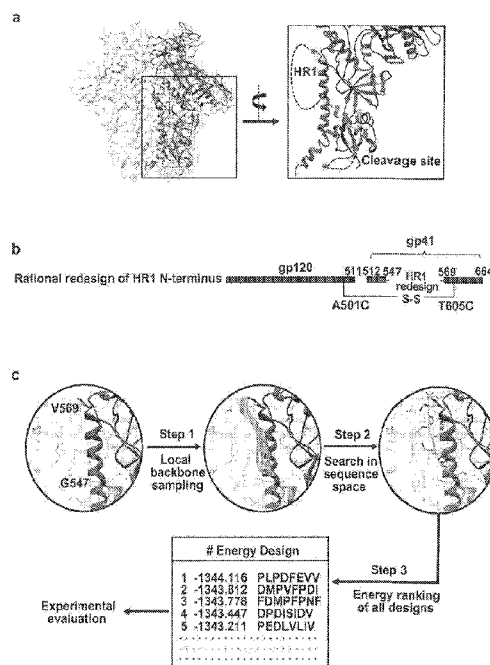 a
HR1
Cleavage site
b
gp41
gp120
511 512 547 HR1 569 664
Rational redesign of HR1 N-terminus
redesign
S-S
A501C T605C
c
V569
G547
Step 1
Local
backbone
sampling
Step 2
Search in
sequence
space
Step 3
Energy ranking
of all designs
# Energy Design
1 -1344.116 PLPDFEVV
2 -1343.812 DMPVFPDI
3 -1343.778 FDMPFPNF
4 -1343.447 DPDISIDV
5 -1343.211 PEDLVLIV
Experimental
evaluation